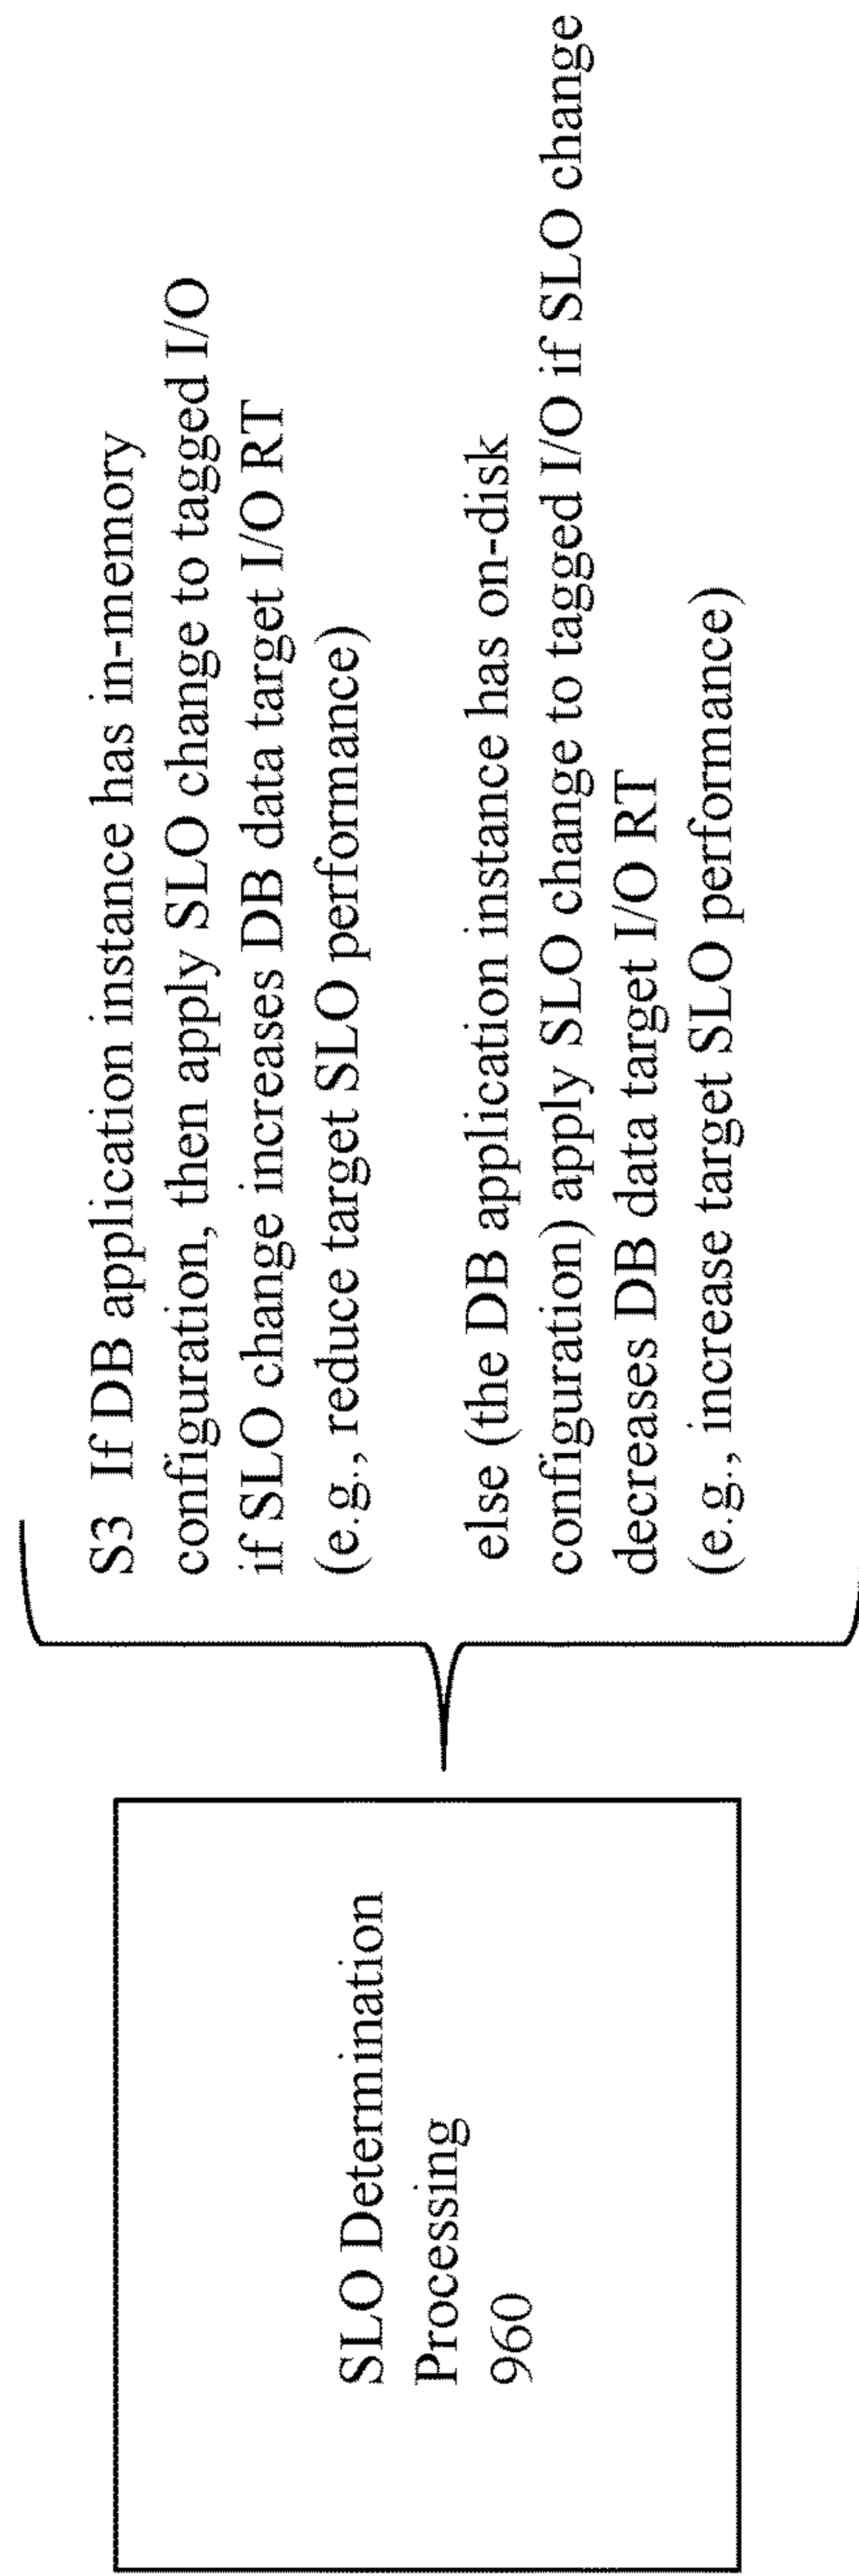 SLO Determination
Processing
960
S3 If DB application instance has in-memory
configuration, then apply SLO change to tagged I/O
if SLO change increases DB data target I/O RT
(e.g., reduce target SLO performance)
else (the DB application instance has on-disk
configuration) apply SLO change to tagged I/O if SLO change
decreases DB data target I/O RT
(e.g., increase target SLO performance)